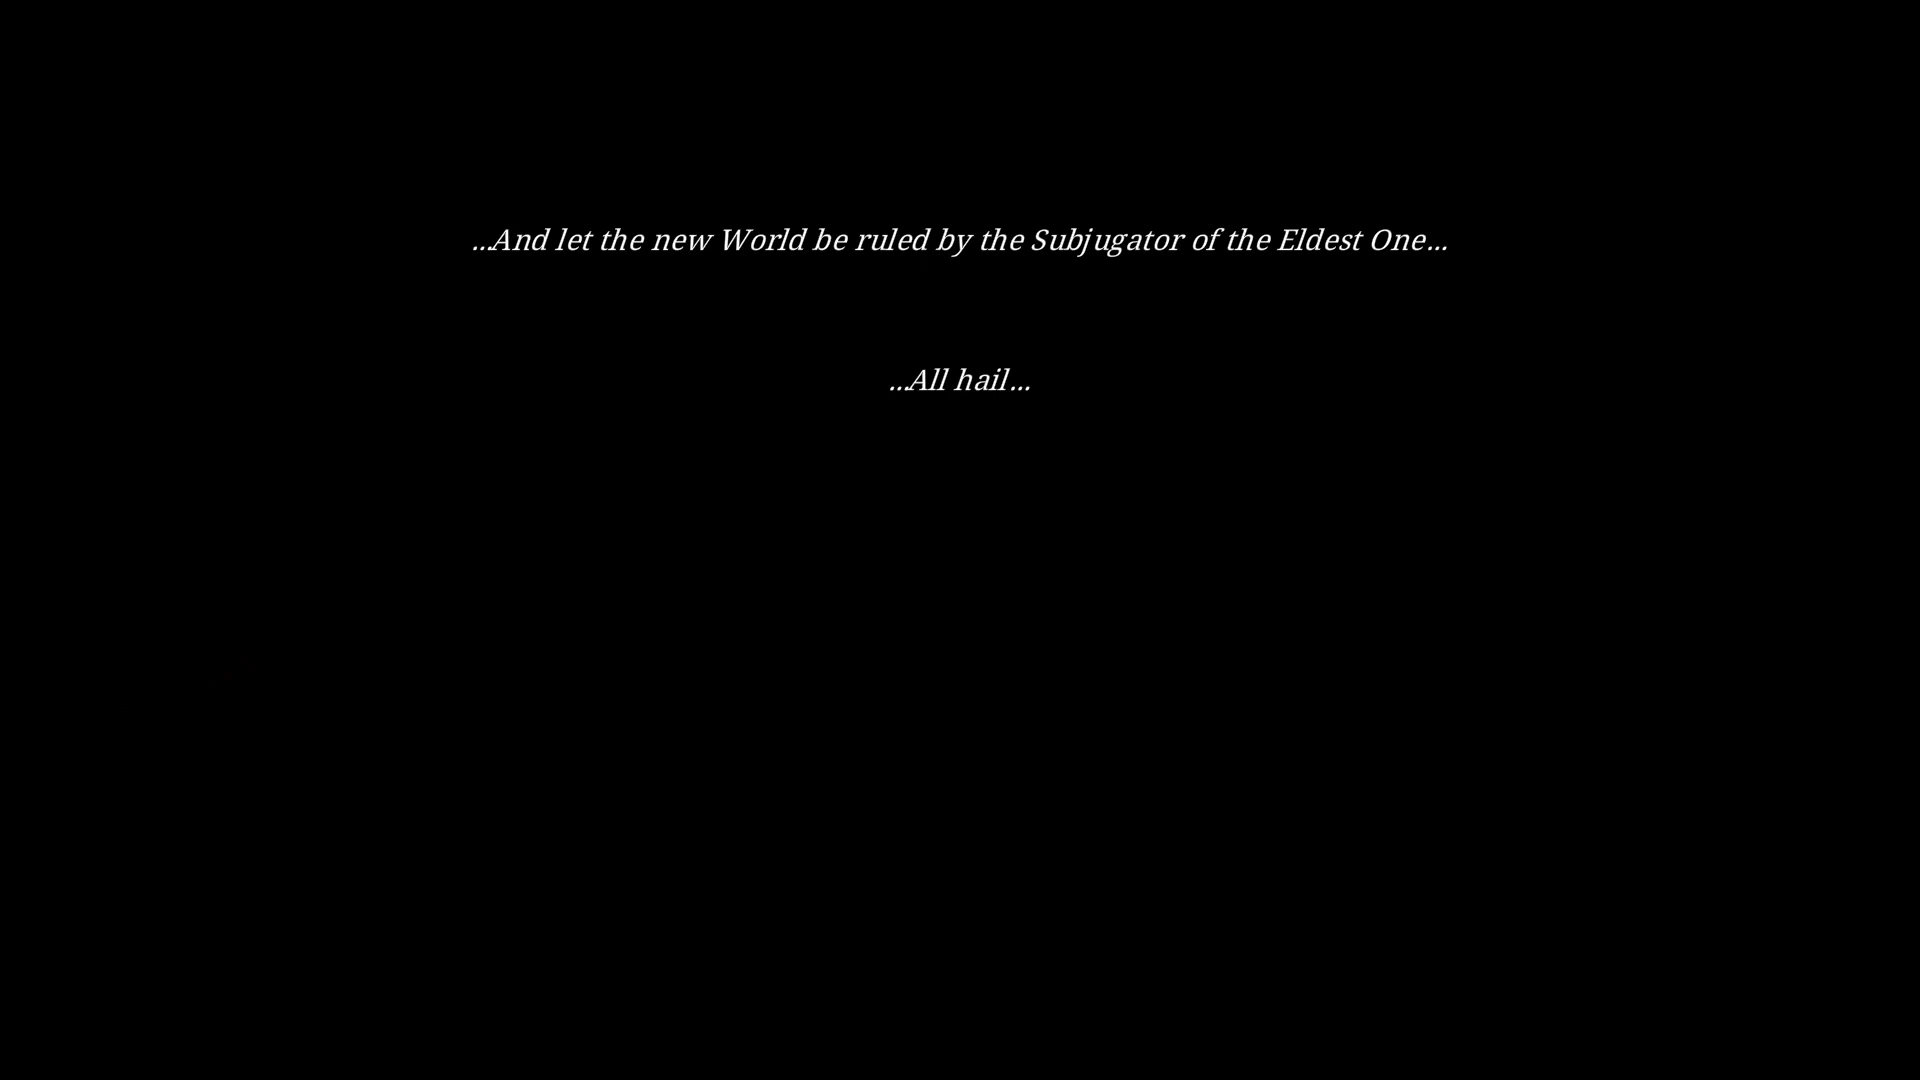 ...And let the new World be ruled by the Subjugator of the Eldest One...
...All hail...